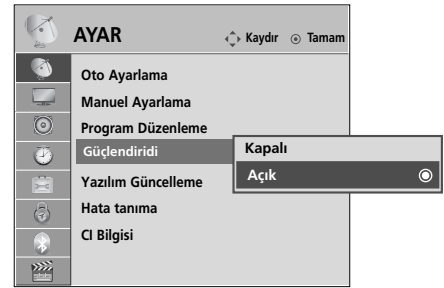 AYAR
Kaydır Tamam
Oto Ayarlama
Manuel Ayarlama
Program Düzenleme
Güçlendiridi
Kapalı
Açık
Yazılım Güncelleme
Hata tanıma
CI Bilgisi